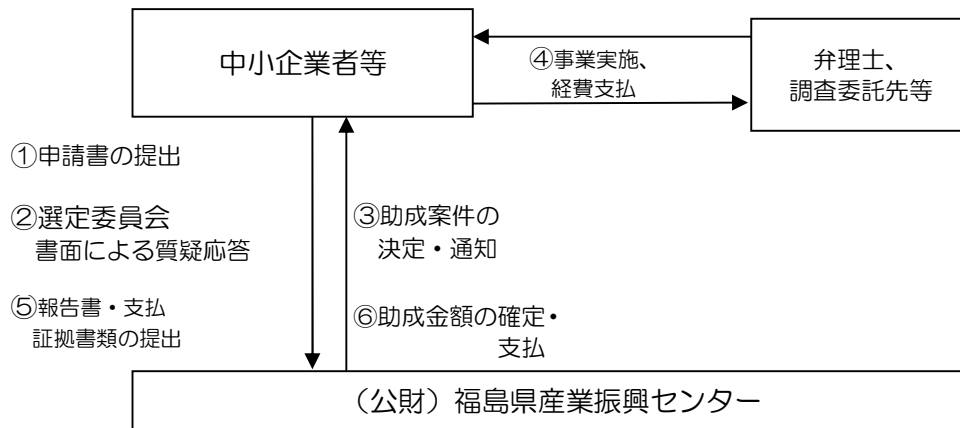 中小企業者等
④事業実施、
経費支払
弁理士、
調査委託先等
①申請書の提出
②選定委員会
書面による質疑応答
③助成案件の
決定・通知
⑤報告書・支払
証拠書類の提出
⑥助成金額の確定・
支払
（公財）福島県産業振興センター